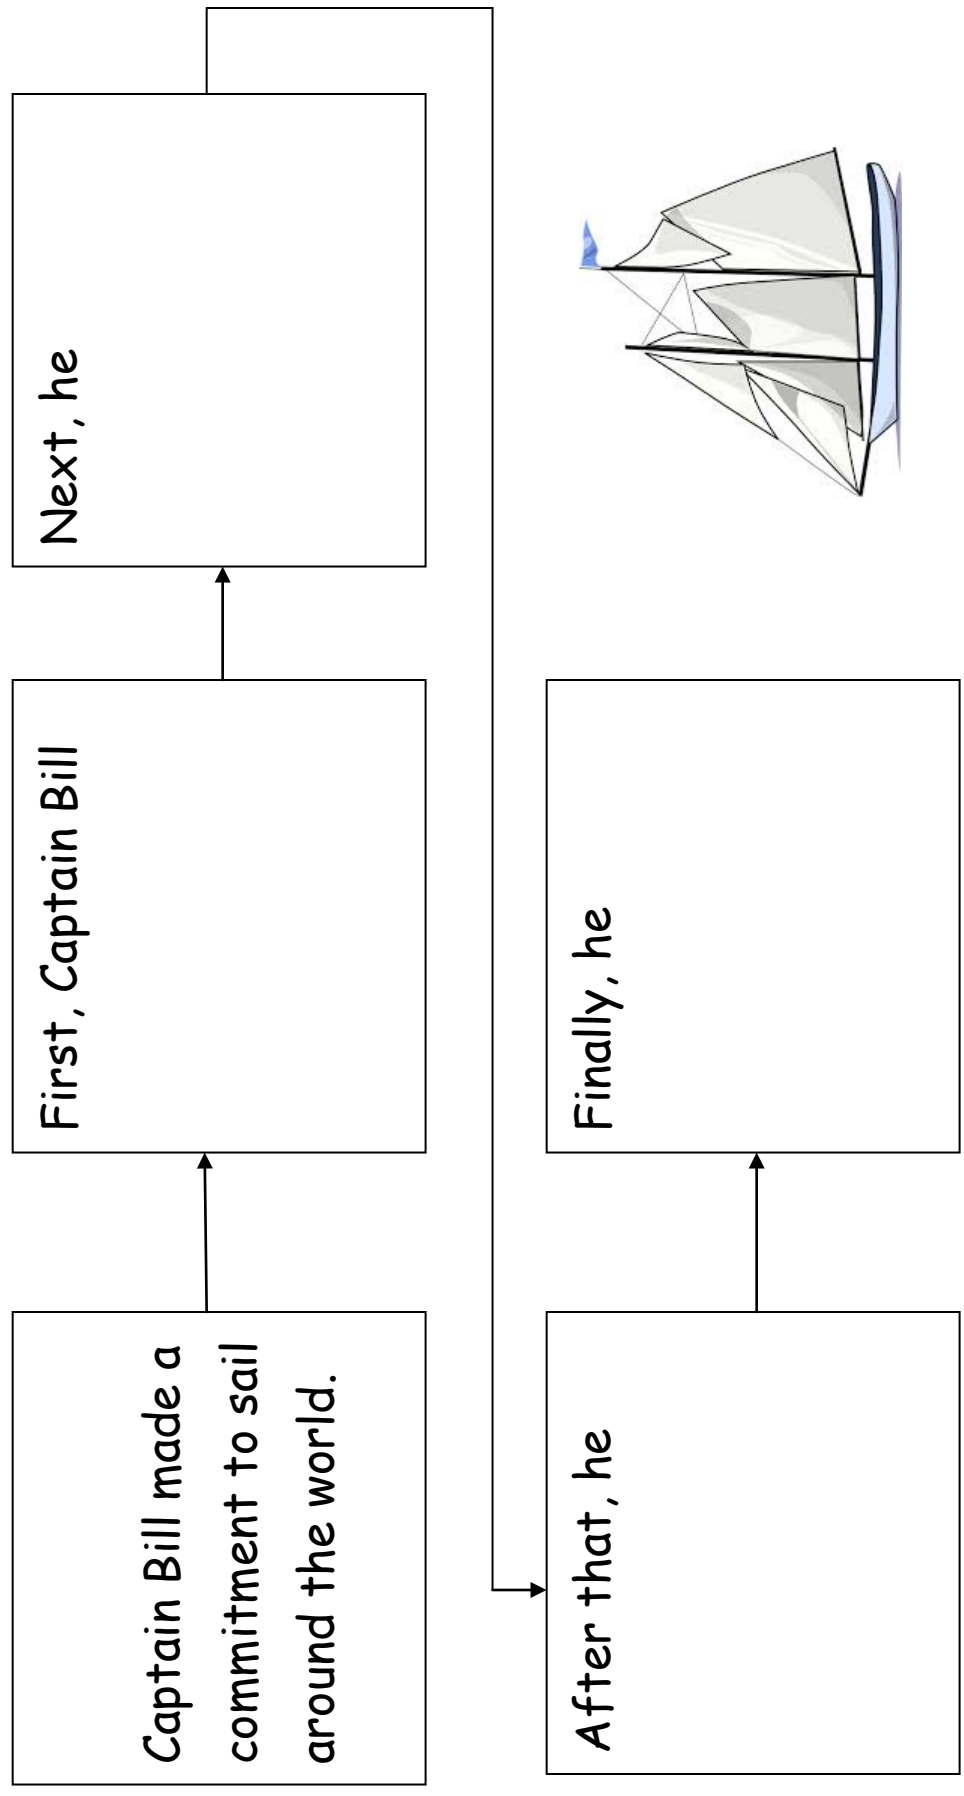 Captain Bill made a
commitment to sail
around the world.
First, Captain Bill
Next, he
After that, he
Finally, he